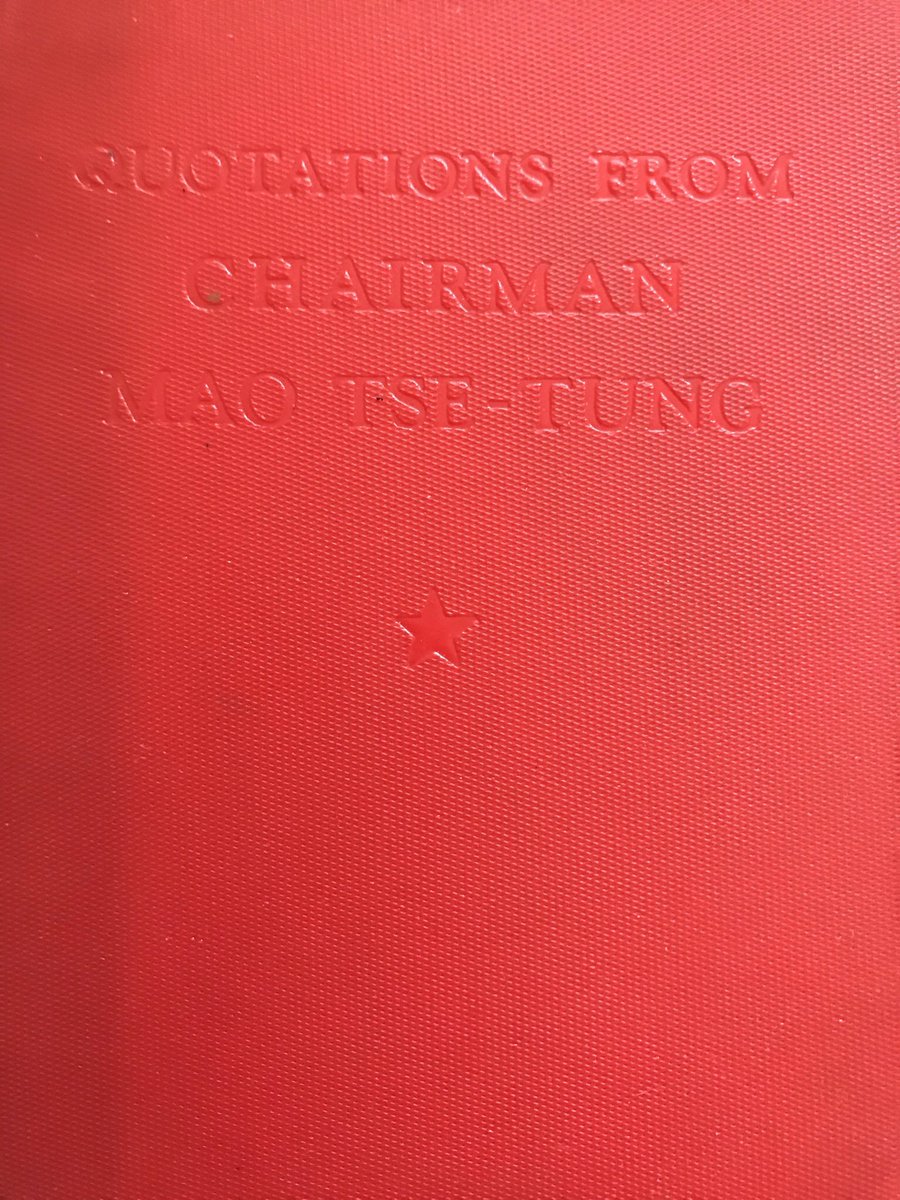 QUOTATIONS FROM
CHAIRMAN
MAO TSE-TUNG